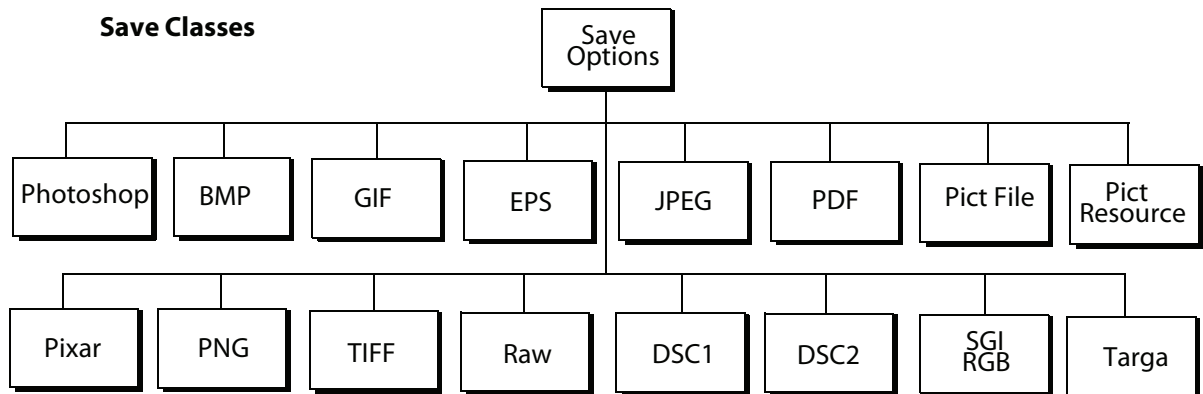 Save Classes
Save
Options
Photoshop
BMP
GIF
EPS
JPEG
PDF
Pict File
Pict
Resource
Pixar
PNG
TIFF
Raw
DSC1
DSC2
SGI
RGB
Targa